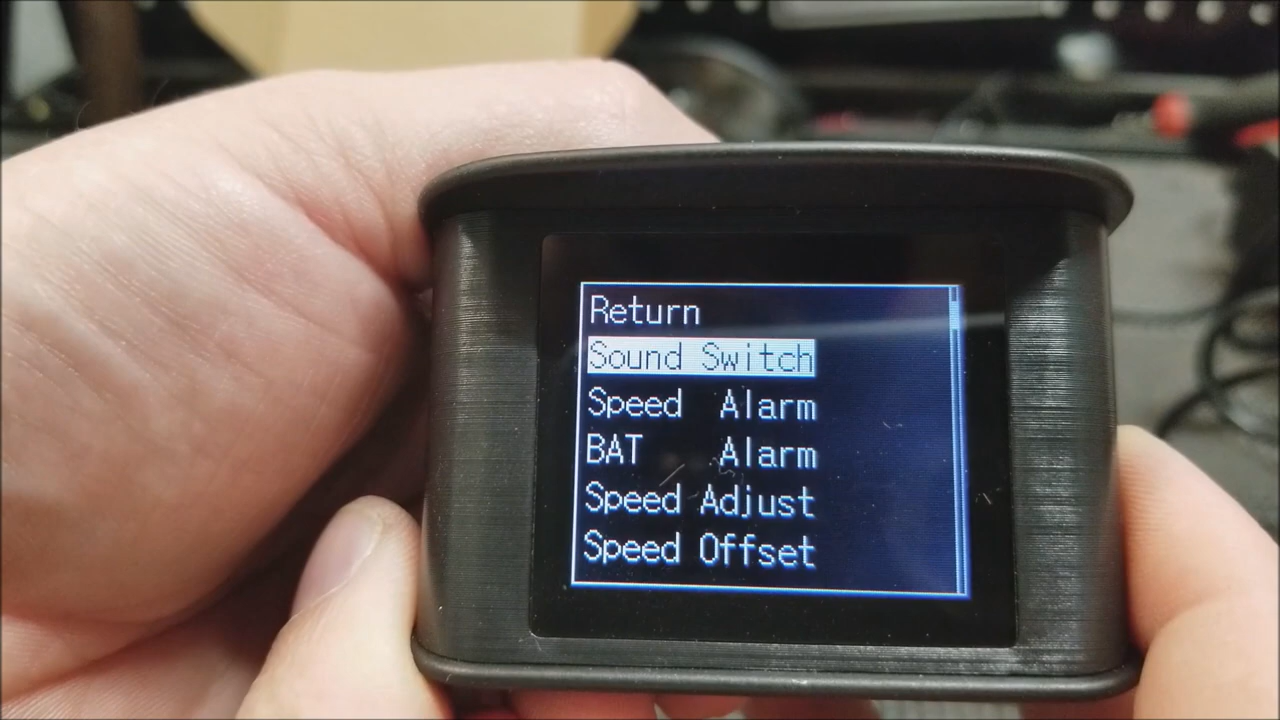 Return
Sound Switch
Speed Alarm
BAT Alarm
Speed Adjust
Speed Offset